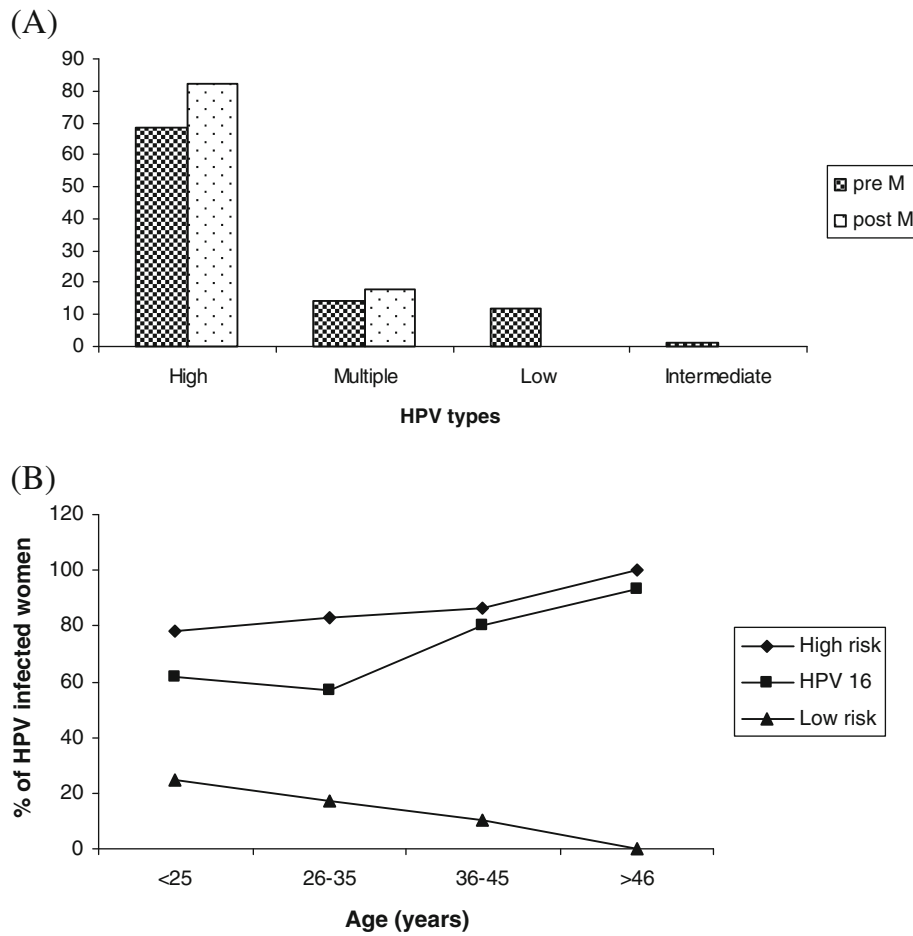 (A)
90
80
70
60
50
40
30
20
10
0
High Multiple Low Intermediate
HPV types
pre M
post M
(B)
% of HPV infected women
120
100
80
60
40
20
0
<25 26-35 36-45 >46
Age (years)
High risk
HPV 16
Low risk